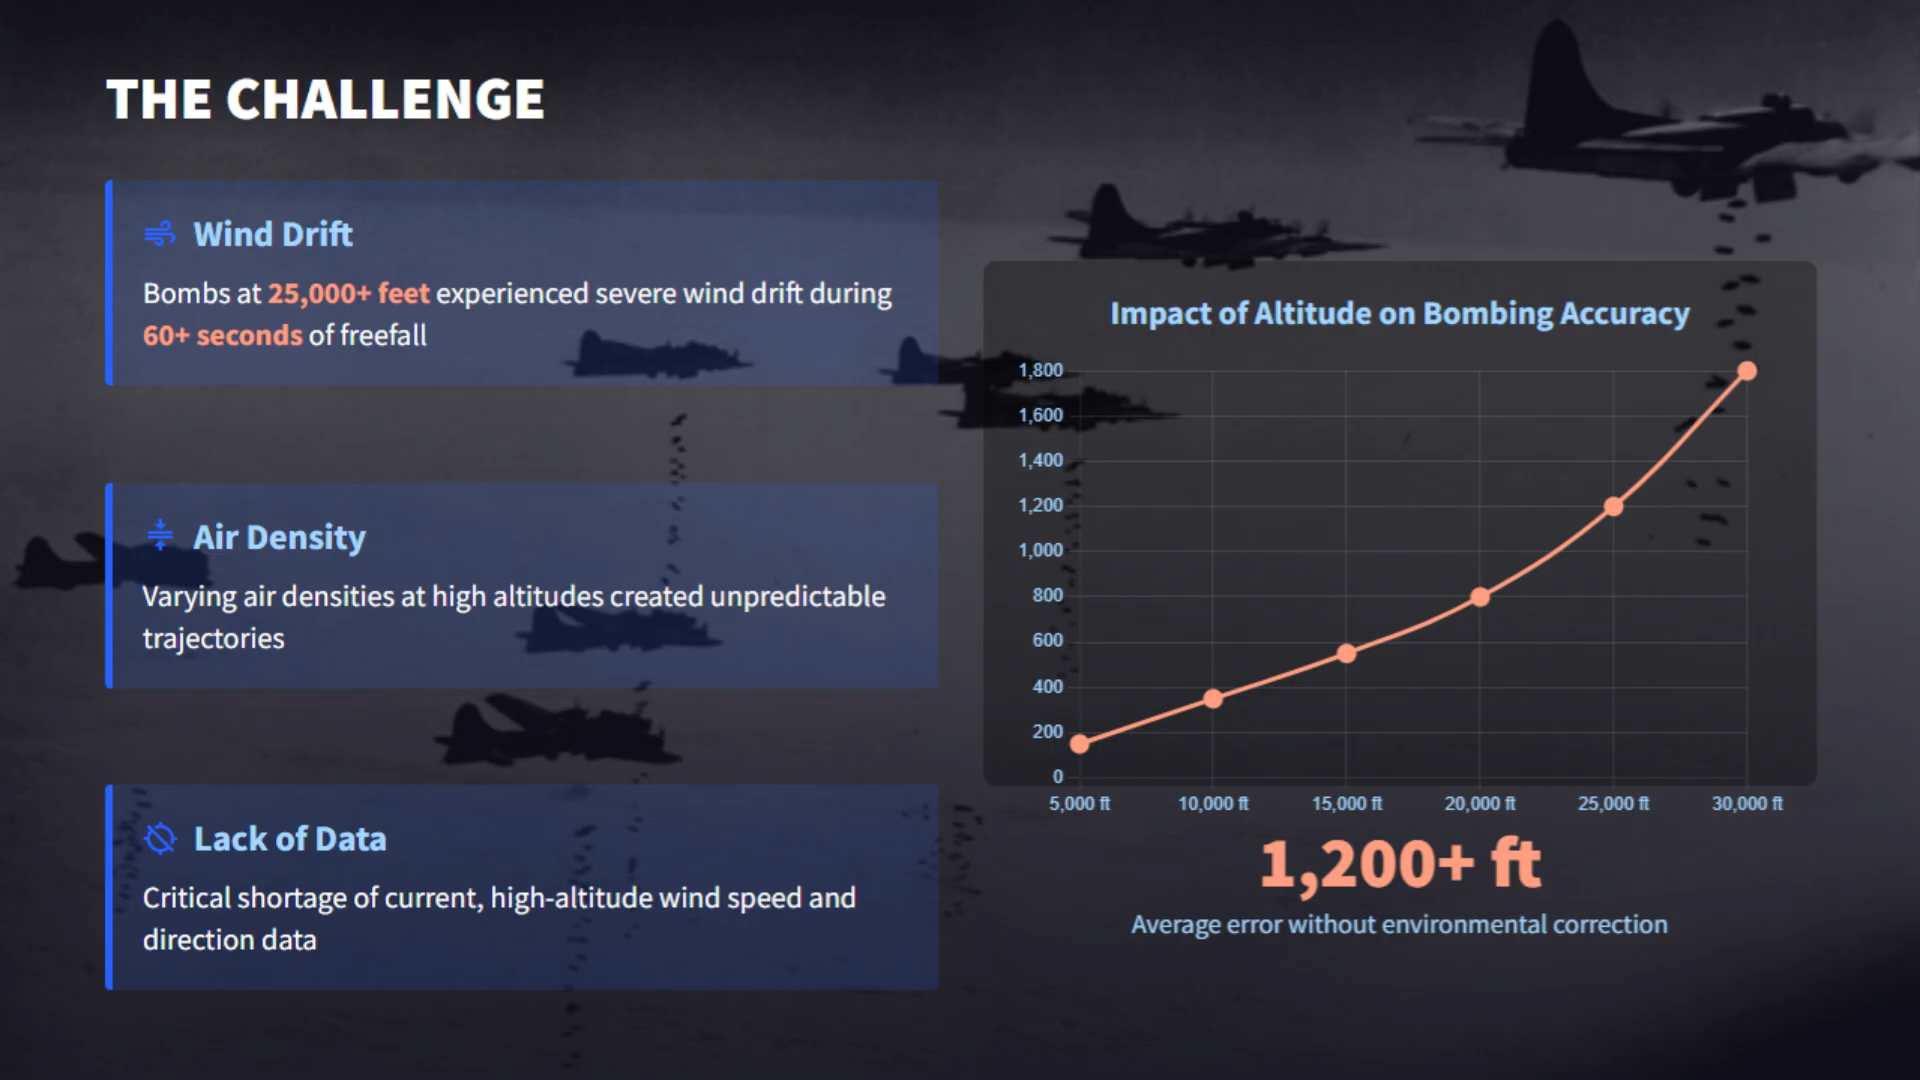 THE CHALLENGE
Wind Drift
Bombs at 25,000+ feet experienced severe wind drift during
60+ seconds of freefall
Air Density
Varying air densities at high altitudes created unpredictable
trajectories
Lack of Data
Critical shortage of current, high-altitude wind speed and
direction data
Impact of Altitude on Bombing Accuracy
1,800
1,600
1,400
1,200
1,000
800
600
400
200
0
5,000 ft 10,000 ft 15,000 ft 20,000 ft 25,000 ft 30,000 ft
1,200+ ft
Average error without environmental correction